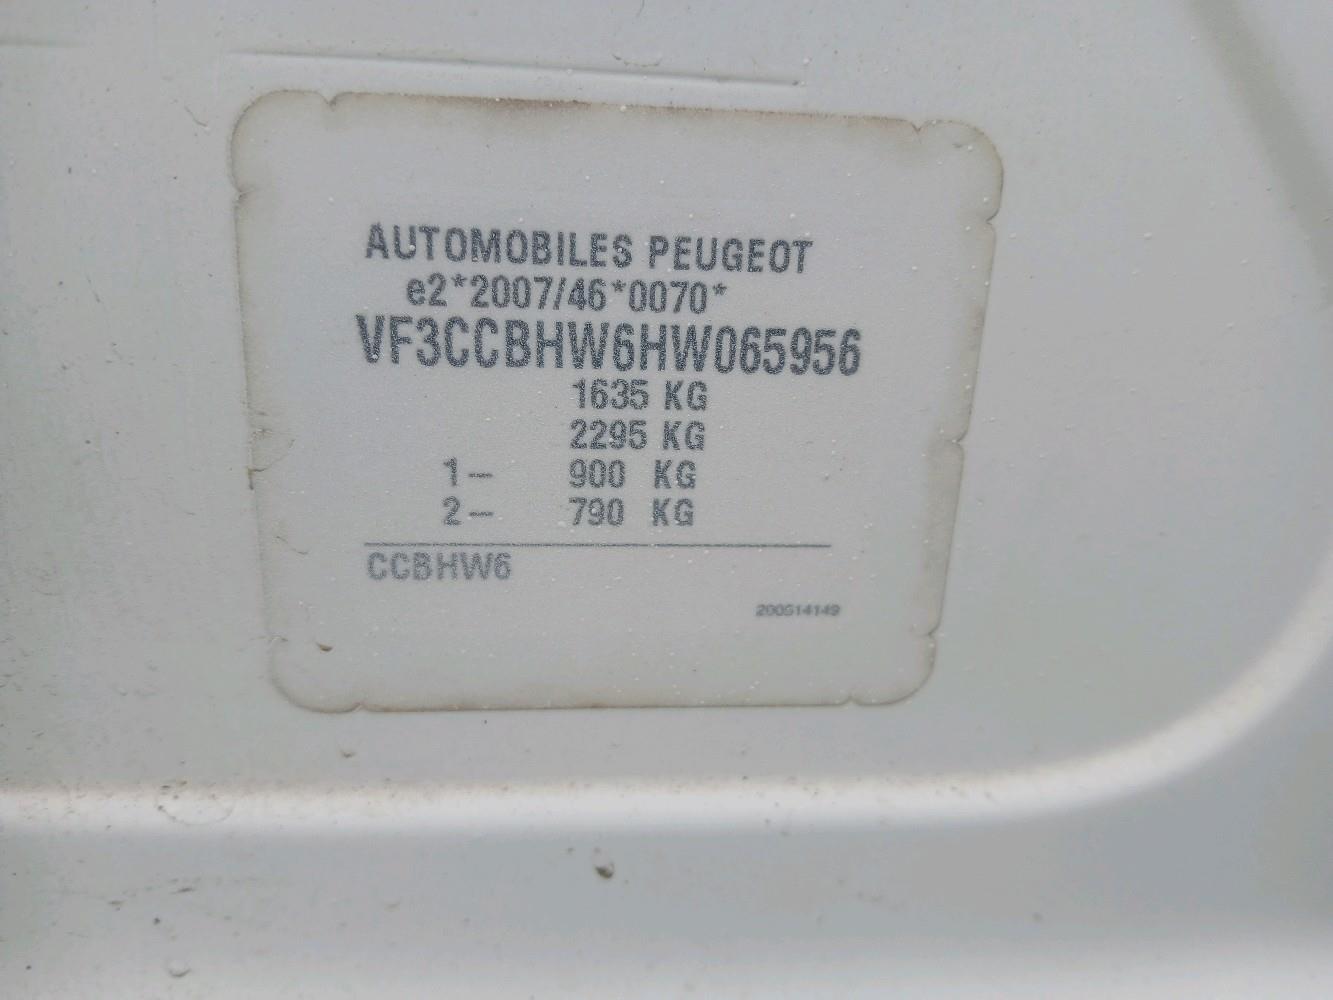 AUTOMOBILES PEUGEOT
e2*2007/46*0070*
VF3CCBHW6HW065956
1635 KG
2295 KG
1- 900 KG
2- 790 KG
CCBHW6
200514149